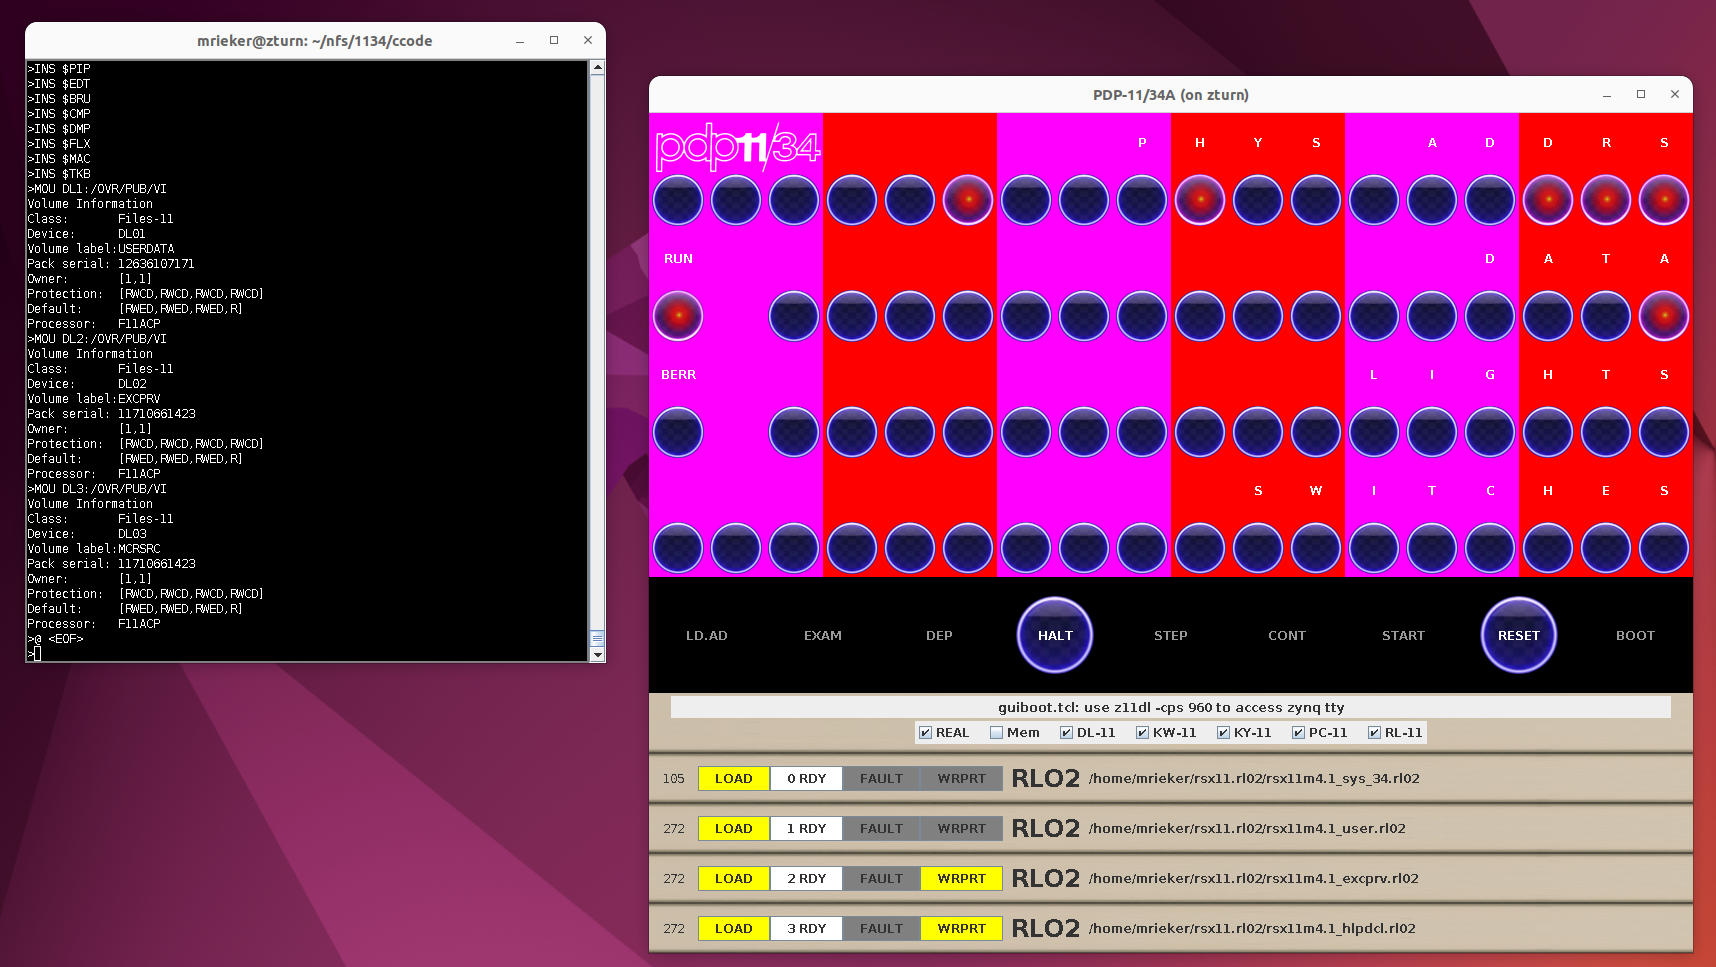 mrieker@zturn: ~/nfs/1134/ccode
>INS $PIP
>INS $EDT
>INS $BRU
>INS $CMP
>INS $DMP
>INS $FLX
>INS $MAC
>INS $TKB
>MOU DL1:/OVR/PUB/VI
Volume Information
Class: Files-11
Device: DL01
Volume label:USERDATA
Pack serial: 12636107171
Owner: [1,1]
Protection: [RWCD,RWCD,RWCD,RWCD]
Default: [RWED,RWED,RWED,R]
Processor: F11ACP
>MOU DL2:/OVR/PUB/VI
Volume Information
Class: Files-11
Device: DL02
Volume label:EXCPRV
Pack serial: 11710661423
Owner: [1,1]
Protection: [RWCD,RWCD,RWCD,RWCD]
Default: [RWED,RWED,RWED,R]
Processor: F11ACP
>MOU DL3:/OVR/PUB/VI
Volume Information
Class: Files-11
Device: DL03
Volume label:MCRSRC
Pack serial: 11710661423
Owner: [1,1]
Protection: [RWCD,RWCD,RWCD,RWCD]
Default: [RWED,RWED,RWED,R]
Processor: F11ACP
>@ <EOF>
>
PDP-11/34A (on zturn)
pdp11/34 P H Y S A D D R S
RUN D A T A
BERR L I G H T S
S W I T C H E S
LD.AD EXAM DEP HALT STEP CONT START RESET BOOT
guiboot.tcl: use z11dl -cps 960 to access zynq tty
REAL Mem DL-11 KW-11 KY-11 PC-11 RL-11
105 LOAD 0 RDY FAULT WRPRT RLO2 /home/mrieker/rsx11.rl02/rsx11m4.1_sys_34.rl02
272 LOAD 1 RDY FAULT WRPRT RLO2 /home/mrieker/rsx11.rl02/rsx11m4.1_user.rl02
272 LOAD 2 RDY FAULT WRPRT RLO2 /home/mrieker/rsx11.rl02/rsx11m4.1_excprv.rl02
272 LOAD 3 RDY FAULT WRPRT RLO2 /home/mrieker/rsx11.rl02/rsx11m4.1_hlpdcl.rl02